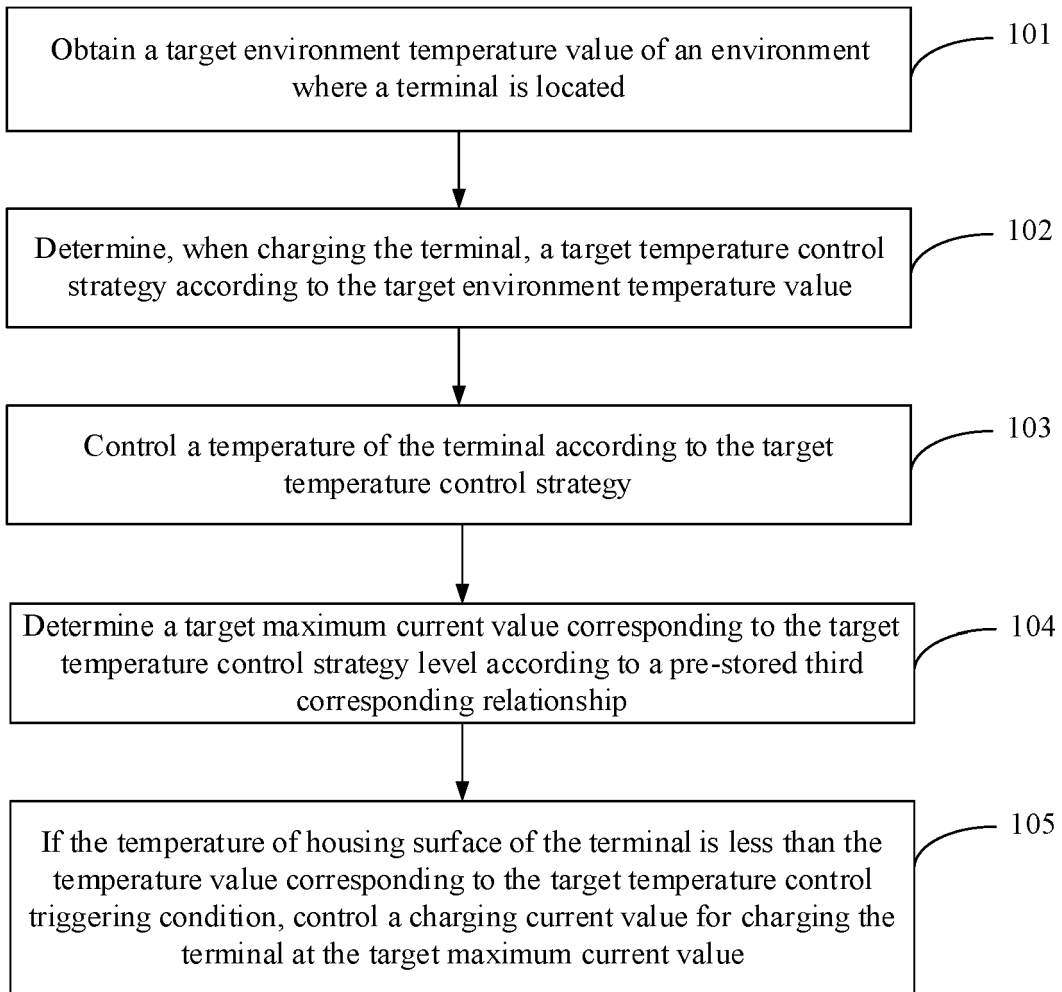 Obtain a target environment temperature value of an environment
where a terminal is located
101
Determine, when charging the terminal, a target temperature control
strategy according to the target environment temperature value
102
Control a temperature of the terminal according to the target
temperature control strategy
103
Determine a target maximum current value corresponding to the target
temperature control strategy level according to a pre-stored third
corresponding relationship
104
If the temperature of housing surface of the terminal is less than the
temperature value corresponding to the target temperature control
triggering condition, control a charging current value for charging the
terminal at the target maximum current value
105